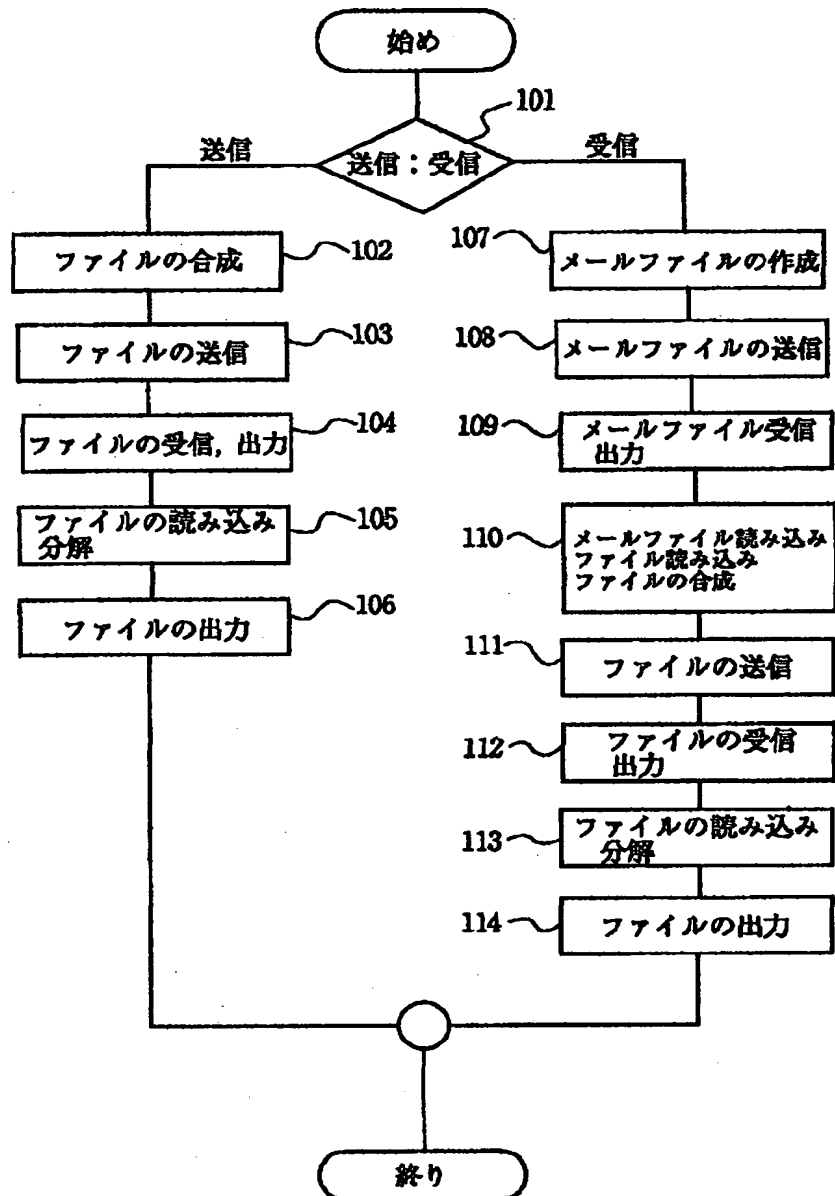 始め
101
送信：受信
送信
受信
ファイルの合成
102
ファイルの送信
103
ファイルの受信，出力
104
ファイルの読み込み
分解
105
ファイルの出力
106
107
メールファイルの作成
108
メールファイルの送信
109
メールファイル受信
出力
110
メールファイル読み込み
ファイル読み込み
ファイルの合成
111
ファイルの送信
112
ファイルの受信
出力
113
ファイルの読み込み
分解
114
ファイルの出力
終り